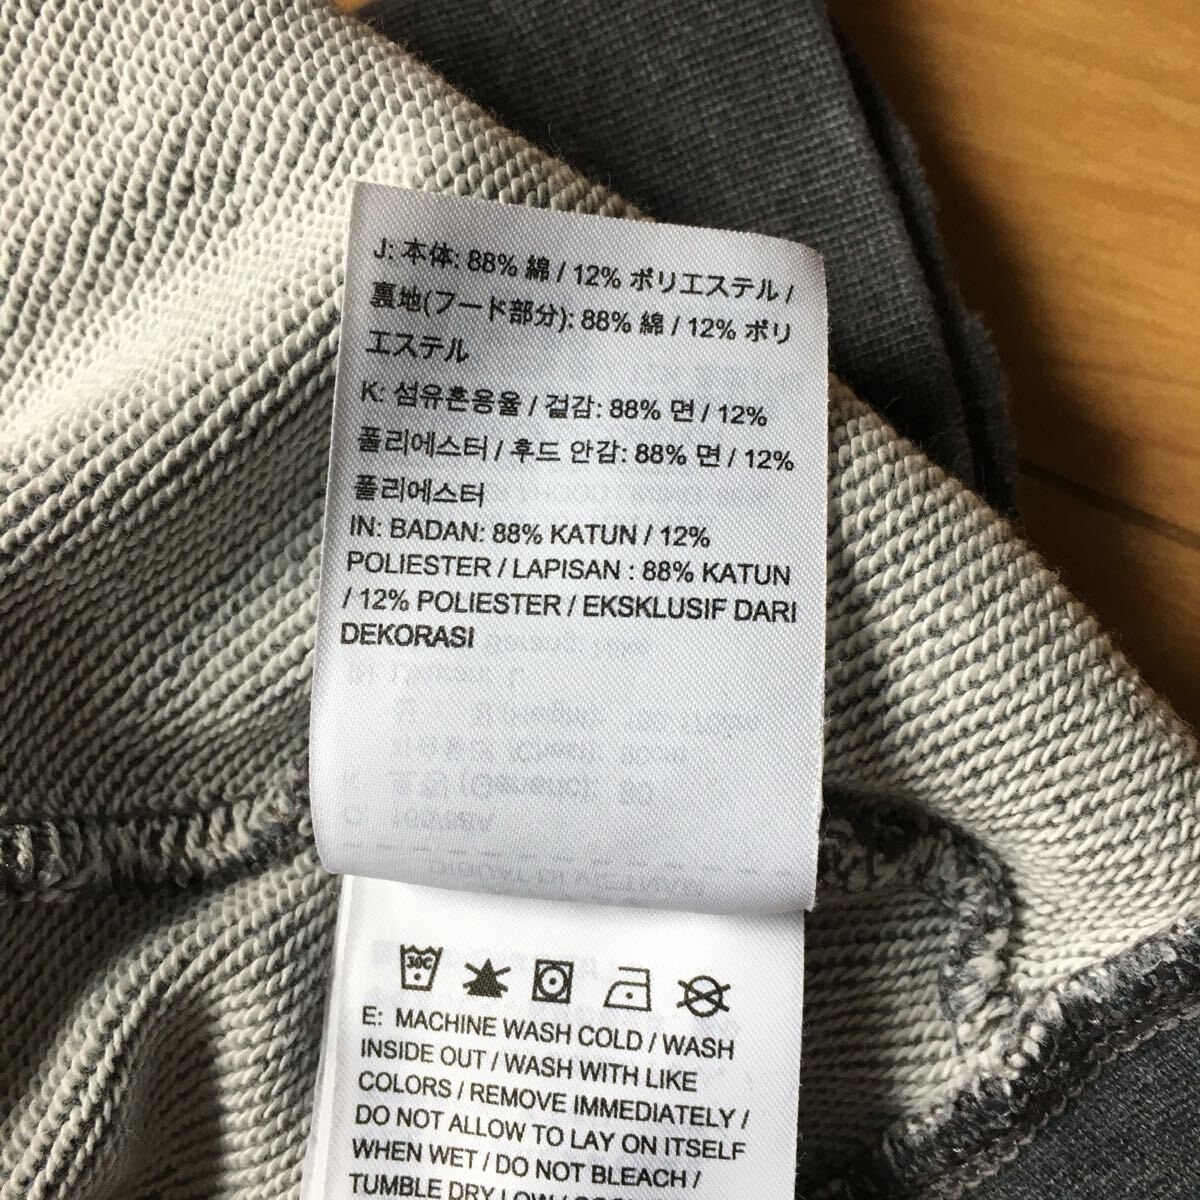 J: 本体: 88% 綿 / 12% ポリエステル /
裏地(フード部分): 88% 綿 / 12% ポリ
エステル
K: 섬유혼용율 / 겉감: 88% 면 / 12%
폴리에스터 / 후드 안감: 88% 면 / 12%
폴리에스터
IN: BADAN: 88% KATUN / 12%
POLIESTER / LAPISAN : 88% KATUN
/ 12% POLIESTER / EKSKLUSIF DARI
DEKORASI
30C
E: MACHINE WASH COLD / WASH
INSIDE OUT / WASH WITH LIKE
COLORS / REMOVE IMMEDIATELY /
DO NOT ALLOW TO LAY ON ITSELF
WHEN WET / DO NOT BLEACH /
TUMBLE DRY LOW /